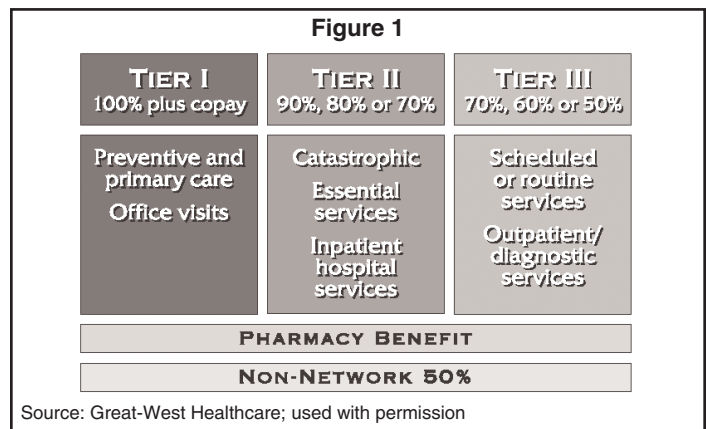 Figure 1
TIER I
100% plus copay
TIER II
90%, 80% or 70%
TIER III
70%, 60% or 50%
Preventive and
primary care
Office visits
Catastrophic
Essential
services
Inpatient
hospital
services
Scheduled
or routine
services
Outpatient/
diagnostic
services
PHARMACY BENEFIT
NON-NETWORK 50%
Source: Great-West Healthcare; used with permission